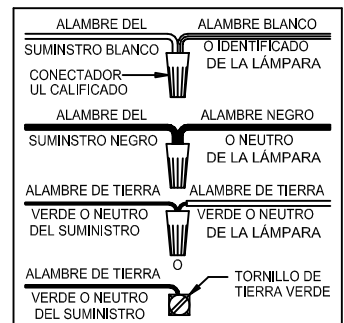 ALAMBRE DEL ALAMBRE BLANCO
SUMINSTRO BLANCO O IDENTIFICADO
DE LA LÁMPARA
CONECTADOR
UL CALIFICADO
ALAMBRE DEL ALAMBRE NEGRO
SUMINSTRO NEGRO O NEUTRO
DE LA LÁMPARA
ALAMBRE DE TIERRA ALAMBRE DE TIERRA
VERDE O NEUTRO VERDE O NEUTRO
DEL SUMINISTRO DE LA LÁMPARA
O
ALAMBRE DE TIERRA TORNILLO DE
TIERRA VERDE
VERDE O NEUTRO
DEL SUMINISTRO